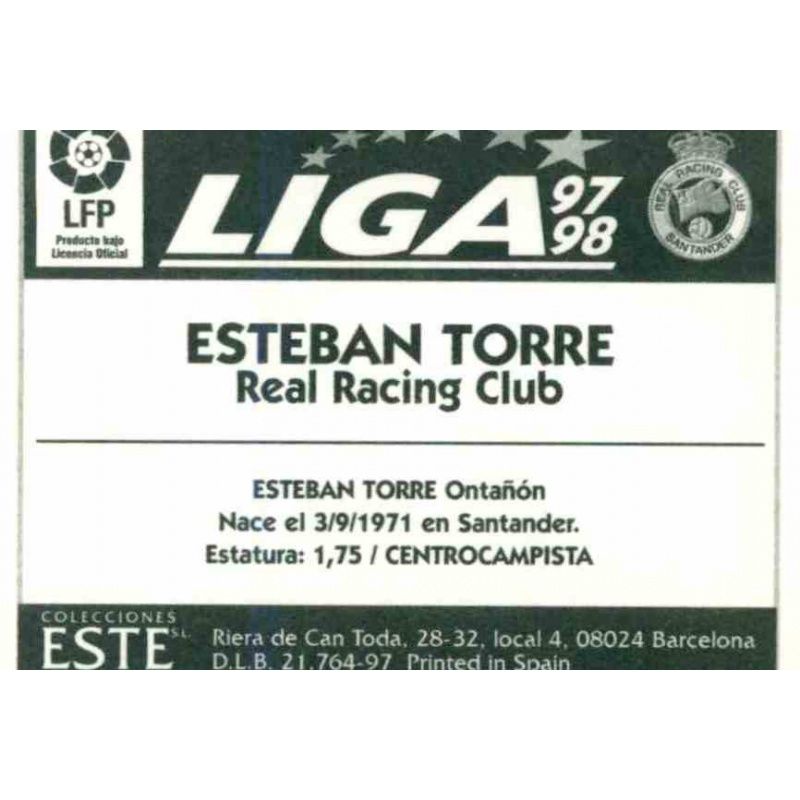 LFP
Producto bajo
Licencia Oficial
LIGA 97 98
REAL RACING CLUB
SANTANDER
ESTEBAN TORRE
Real Racing Club
ESTEBAN TORRE Ontañón
Nace el 3/9/1971 en Santander.
Estatura: 1,75 / CENTROCAMPISTA
COLECCIONES
ESTE S.L.
Riera de Can Toda, 28-32, local 4, 08024 Barcelona
D.L.B. 21.764-97 Printed in Spain